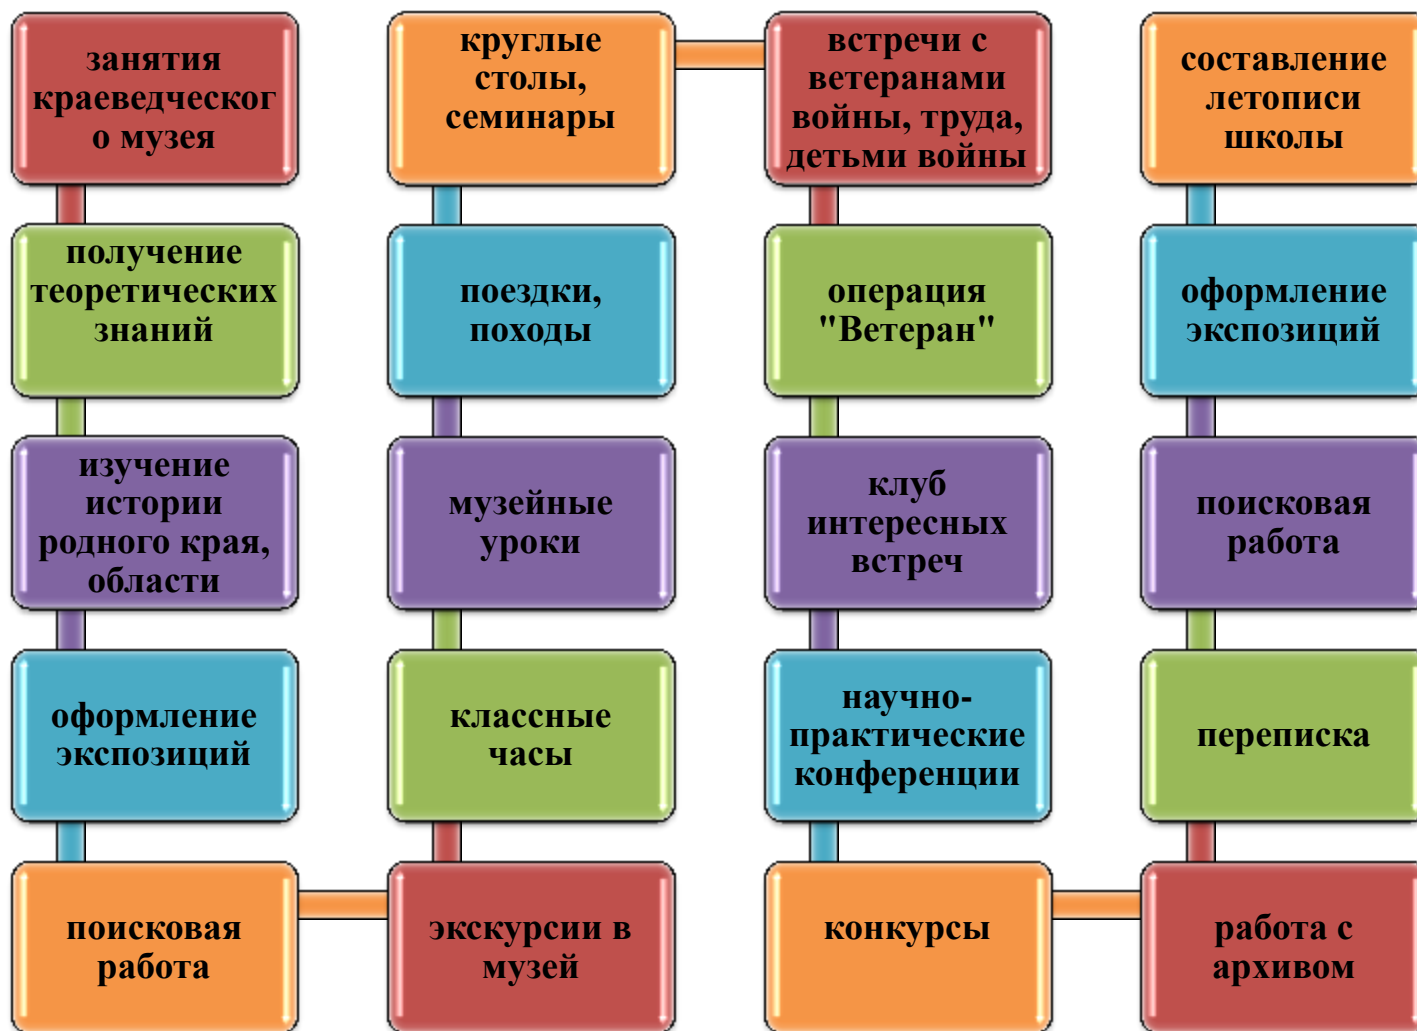 занятия
краеведческог
о музея
получение
теоретических
знаний
изучение
истории
родного края,
области
оформление
экспозиций
поисковая
работа
экскурсии в
музей
классные
часы
музейные
уроки
поездки,
походы
круглые
столы,
семинары
встречи с
ветеранами
войны, труда,
детьми войны
операция
"Ветеран"
клуб
интересных
встреч
научно-
практические
конференции
конкурсы
работа с
архивом
переписка
поисковая
работа
оформление
экспозиций
составление
летописи
школы